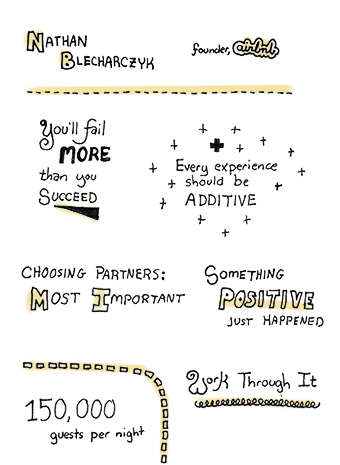 NATHAN
BLECHARCZYK
founder, airbnb
You'll fail
MORE
than you
SUCCEED
Every experience
should be
ADDITIVE
CHOOSING PARTNERS:
MOST IMPORTANT
SOMETHING
POSITIVE
JUST HAPPENED
150,000
guests per night
Work Through It